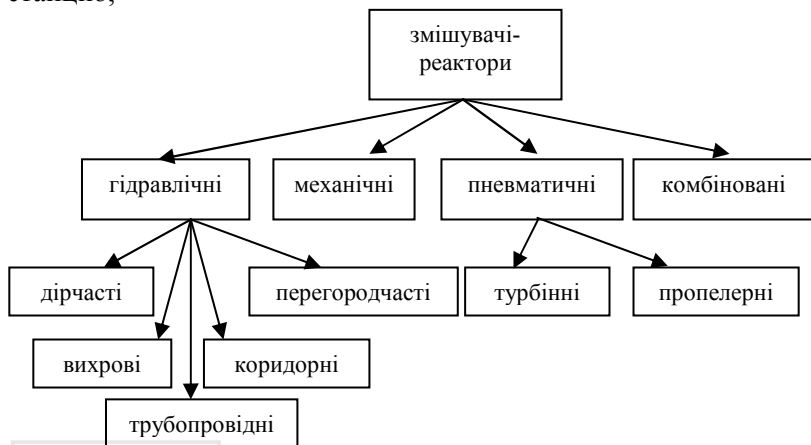 змішувачі-
реактори
гідравлічні
механічні
пневматичні
комбіновані
дірчасті
перегородчасті
турбінні
пропелерні
вихрові
коридорні
трубопровідні